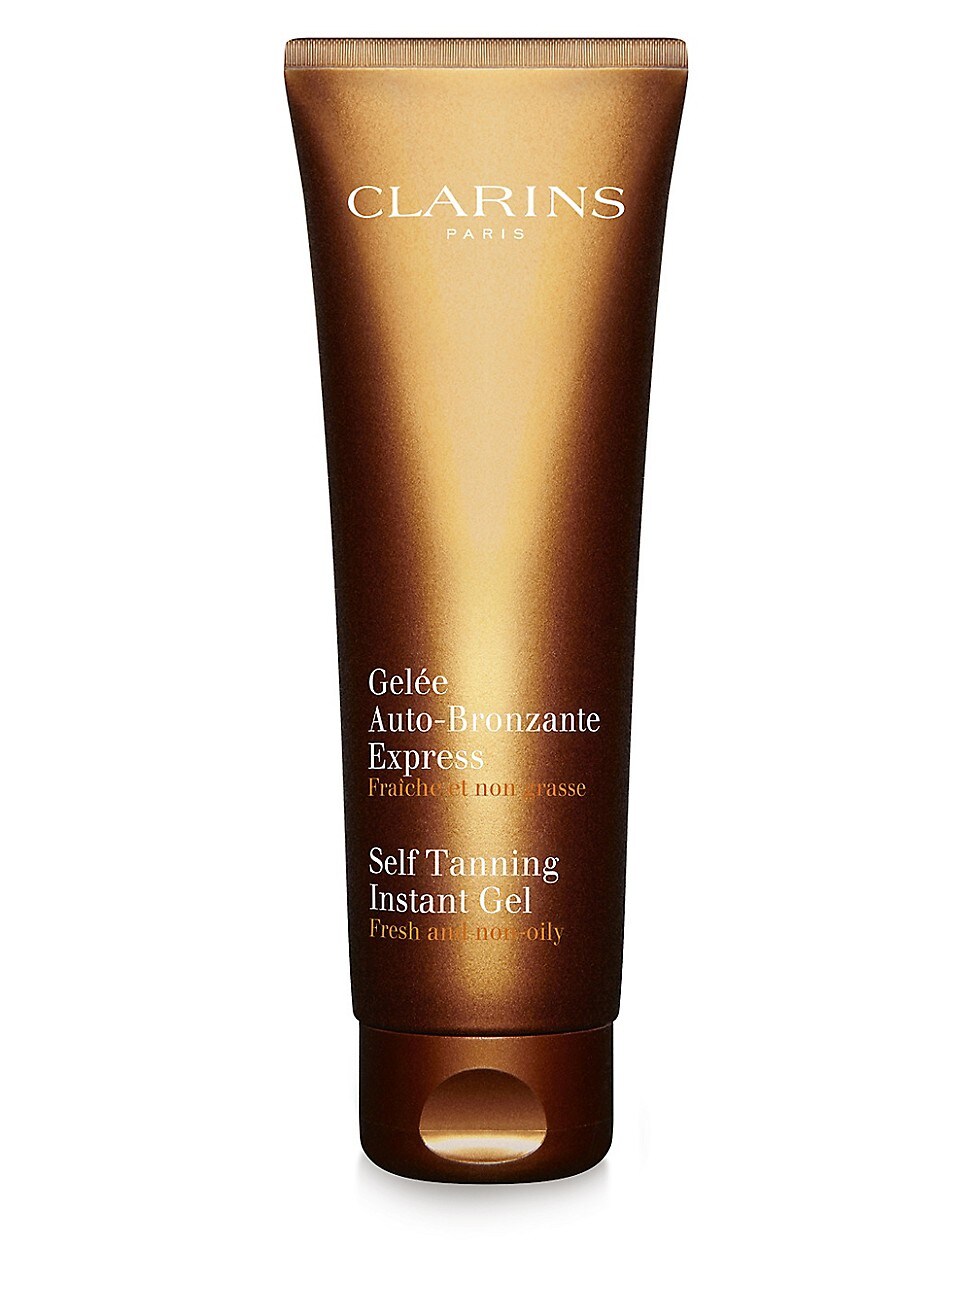 CLARINS
PARIS
Gelée
Auto-Bronzante
Express
Fraîche et non grasse
Self Tanning
Instant Gel
Fresh and non-oily